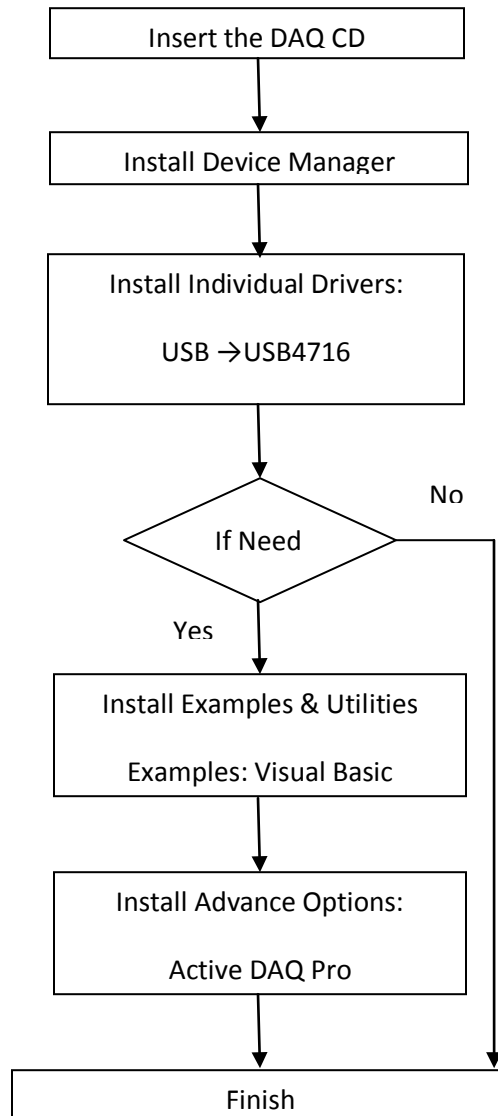 Insert the DAQ CD
Install Device Manager
Install Individual Drivers:
USB →USB4716
No
If Need
Yes
Install Examples & Utilities
Examples: Visual Basic
Install Advance Options:
Active DAQ Pro
Finish